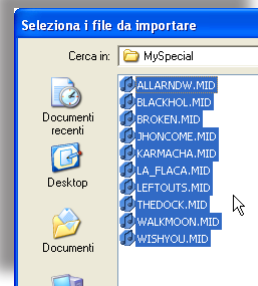 Seleziona i file da importare
Cerca in: MySpecial
ALLARNDW.MID
BLACKHOL.MID
BROKEN.MID
JHONCOME.MID
KARMACHA.MID
LA_FLACA.MID
LEFTOUTS.MID
THEDOCK.MID
WALKMOON.MID
WISHYOU.MID
Documenti
recenti
Desktop
Documenti